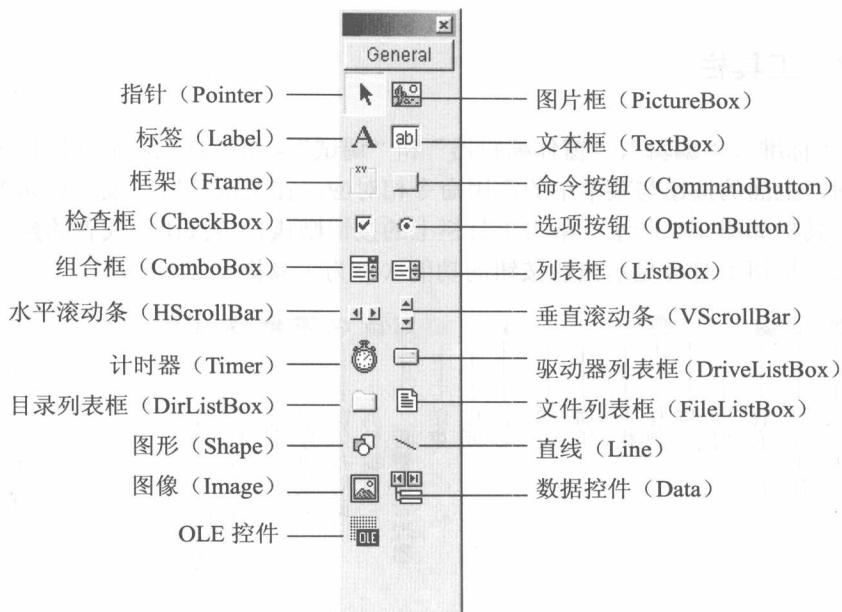 General
指针（Pointer）
图片框（PictureBox）
标签（Label）
A
ab
文本框（TextBox）
框架（Frame）
XY
命令按钮（CommandButton）
检查框（CheckBox）
选项按钮（OptionButton）
组合框（ComboBox）
列表框（ListBox）
水平滚动条（HScrollBar）
垂直滚动条（VScrollBar）
计时器（Timer）
驱动器列表框（DriveListBox）
目录列表框（DirListBox）
文件列表框（FileListBox）
图形（Shape）
直线（Line）
图像（Image）
数据控件（Data）
OLE 控件
OLE